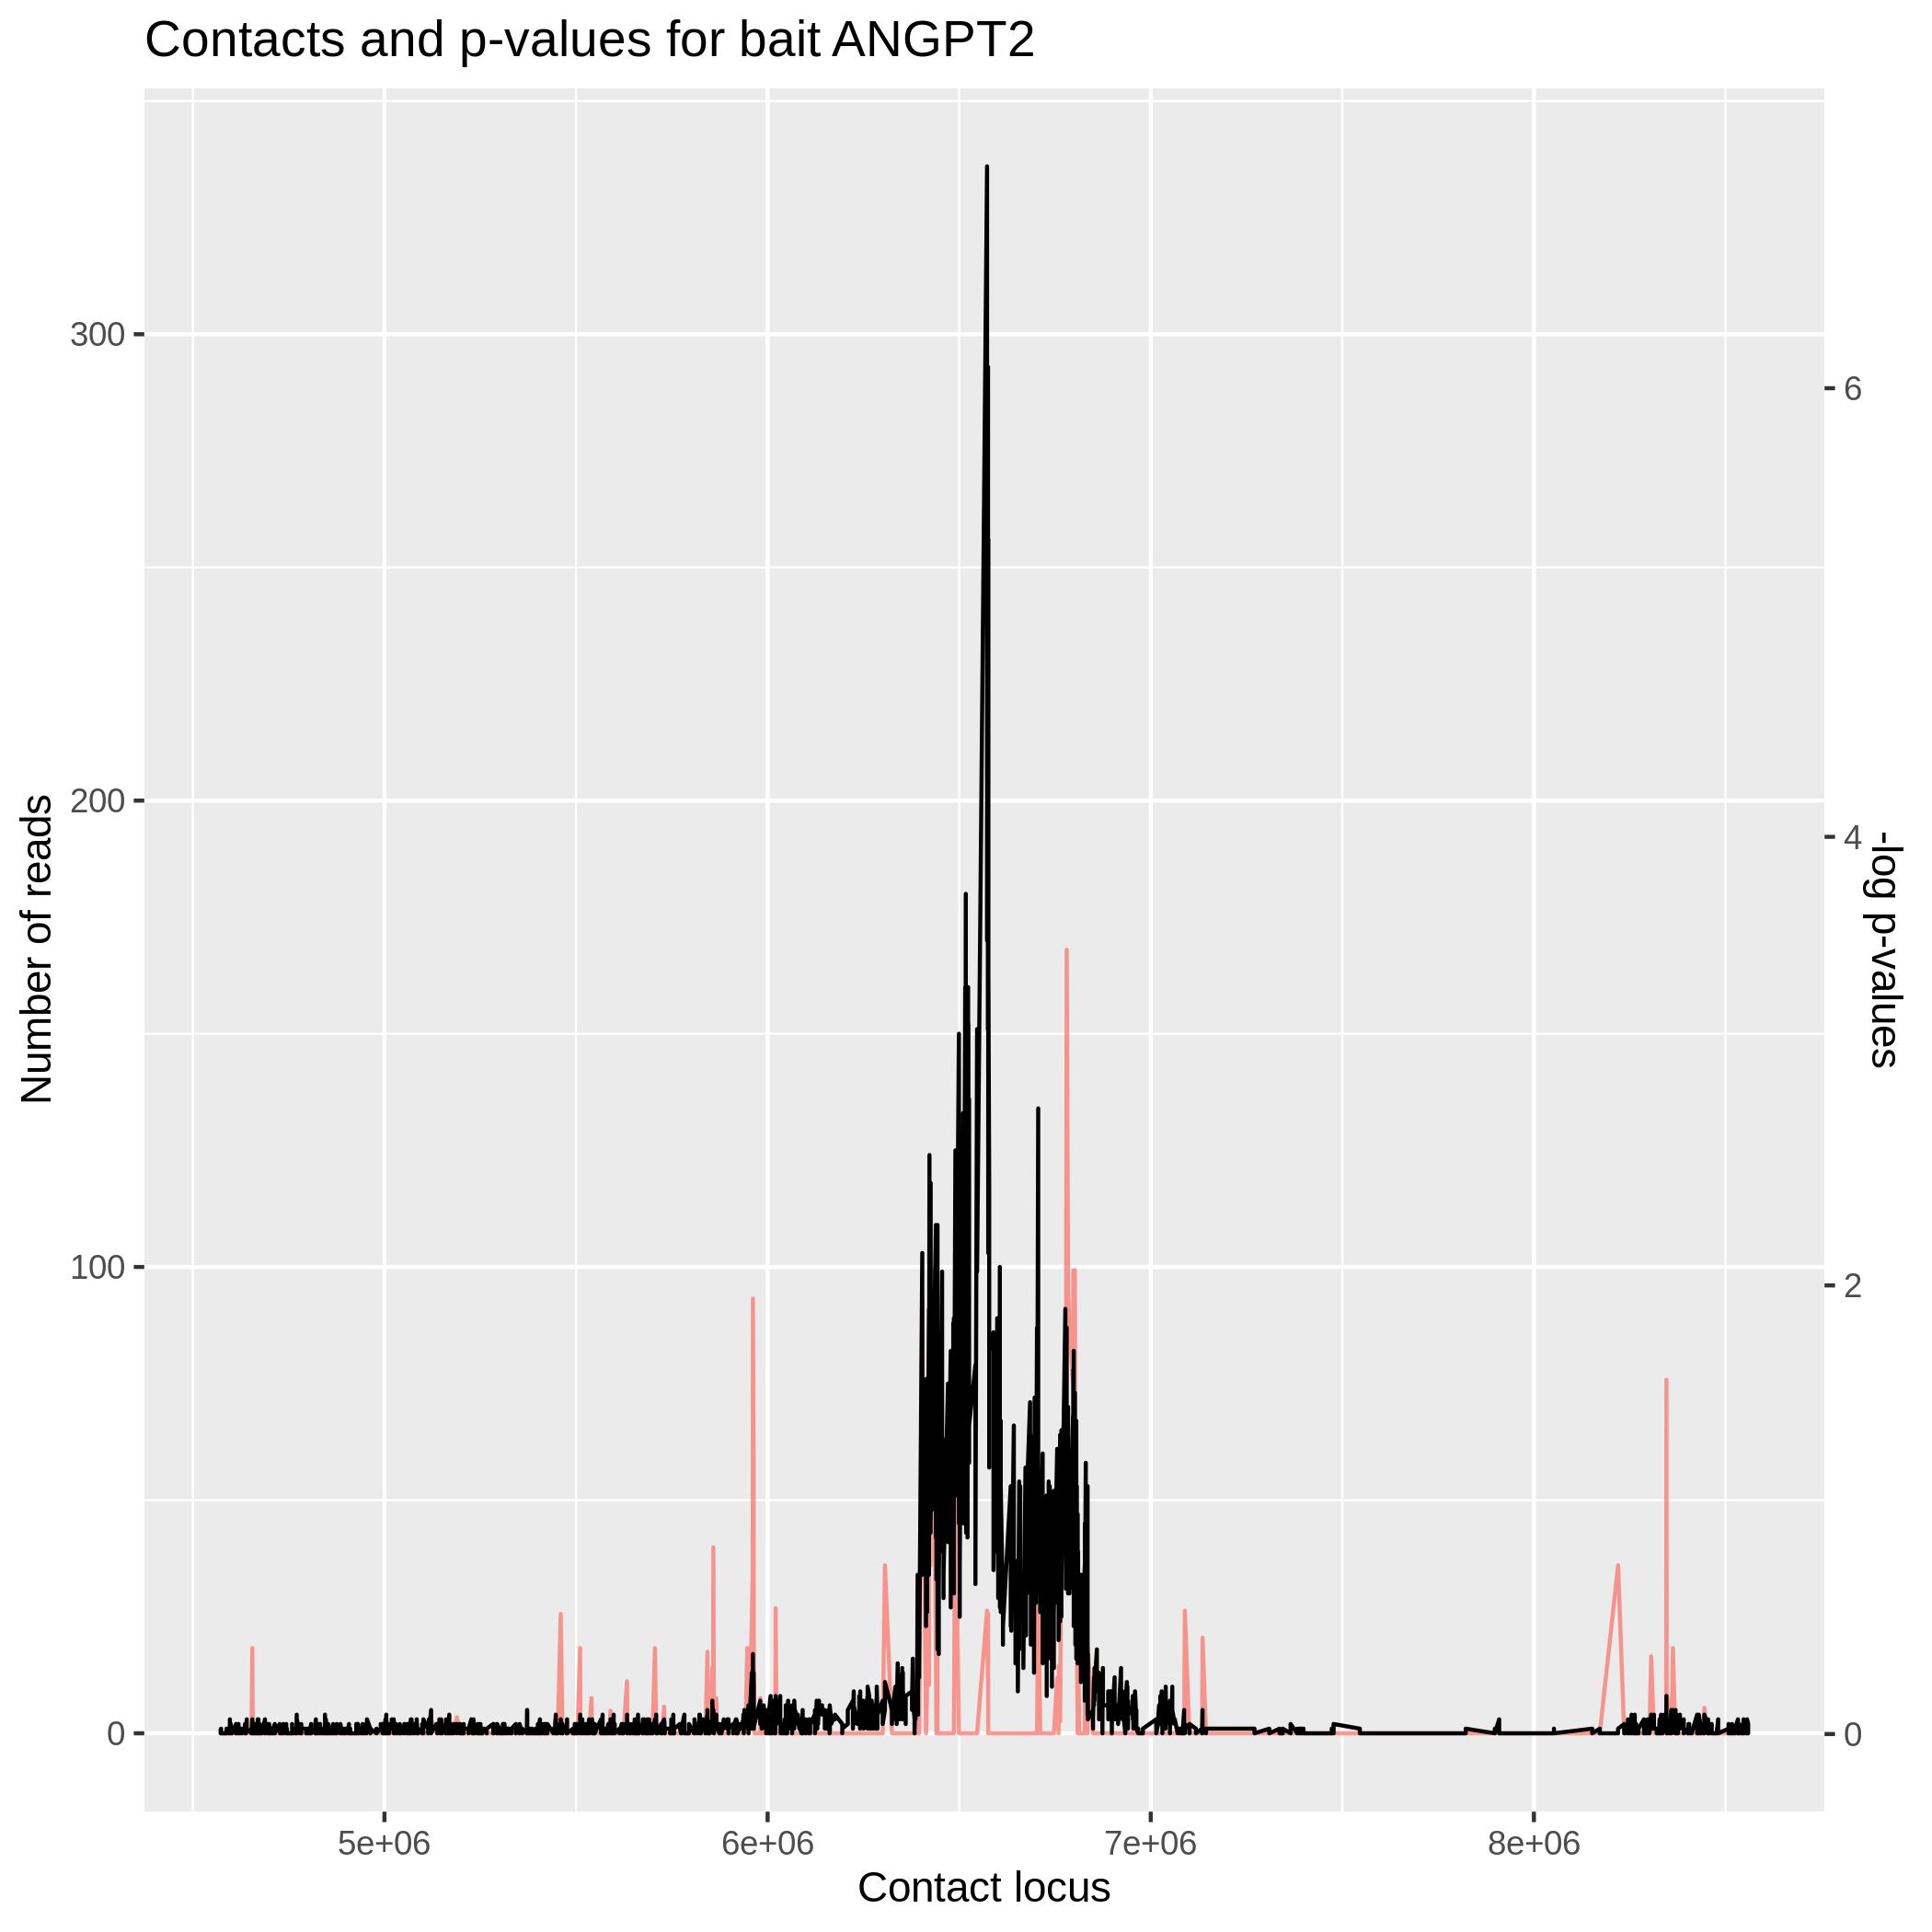 Contacts and p-values for bait ANGPT2
300
200
100
0
Number of reads
6
4
2
0
-log p-values
5e+06
6e+06
7e+06
8e+06
Contact locus